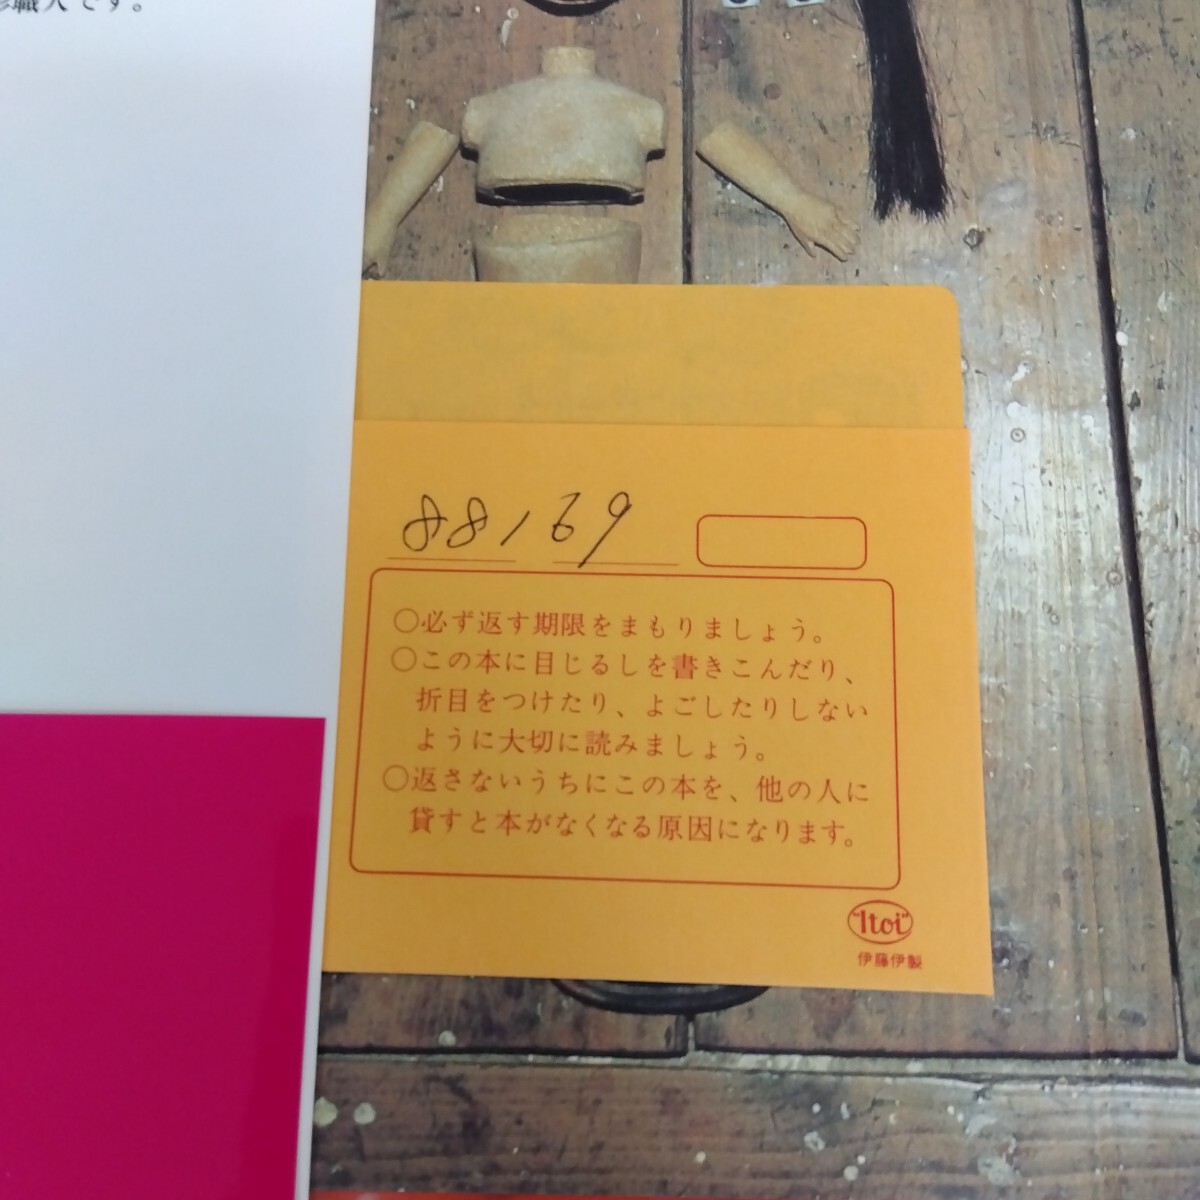 職人です。
88169
○必ず返す期限をまもりましょう。
○この本に目じるしを書きこんだり、
折目をつけたり、よごしたりしない
ように大切に読みましょう。
○返さないうちにこの本を、他の人に
貸すと本がなくなる原因になります。
"Itoi"
伊藤伊製